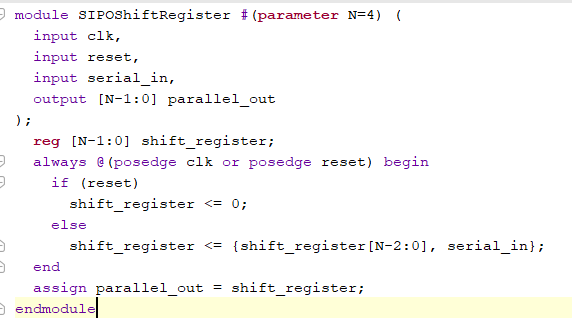 module SIPOShiftRegister #(parameter N=4) (
  input clk,
  input reset,
  input serial_in,
  output [N-1:0] parallel_out
);
  reg [N-1:0] shift_register;
  always @(posedge clk or posedge reset) begin
    if (reset)
      shift_register <= 0;
    else
      shift_register <= {shift_register[N-2:0], serial_in};
  end
  assign parallel_out = shift_register;
endmodule